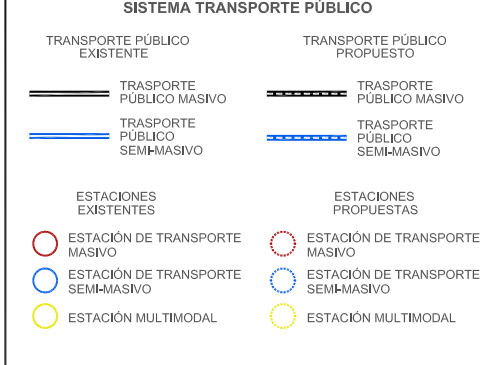 SISTEMA TRANSPORTE PÚBLICO
TRANSPORTE PÚBLICO
EXISTENTE
TRASPORTE
PÚBLICO MASIVO
TRASPORTE
PÚBLICO
SEMI-MASIVO
TRANSPORTE PÚBLICO
PROPUESTO
TRASPORTE
PÚBLICO MASIVO
TRASPORTE
PÚBLICO
SEMI-MASIVO
ESTACIONES
EXISTENTES
ESTACIÓN DE TRANSPORTE
MASIVO
ESTACIÓN DE TRANSPORTE
SEMI-MASIVO
ESTACIÓN MULTIMODAL
ESTACIONES
PROPUESTAS
ESTACIÓN DE TRANSPORTE
MASIVO
ESTACIÓN DE TRANSPORTE
SEMI-MASIVO
ESTACIÓN MULTIMODAL